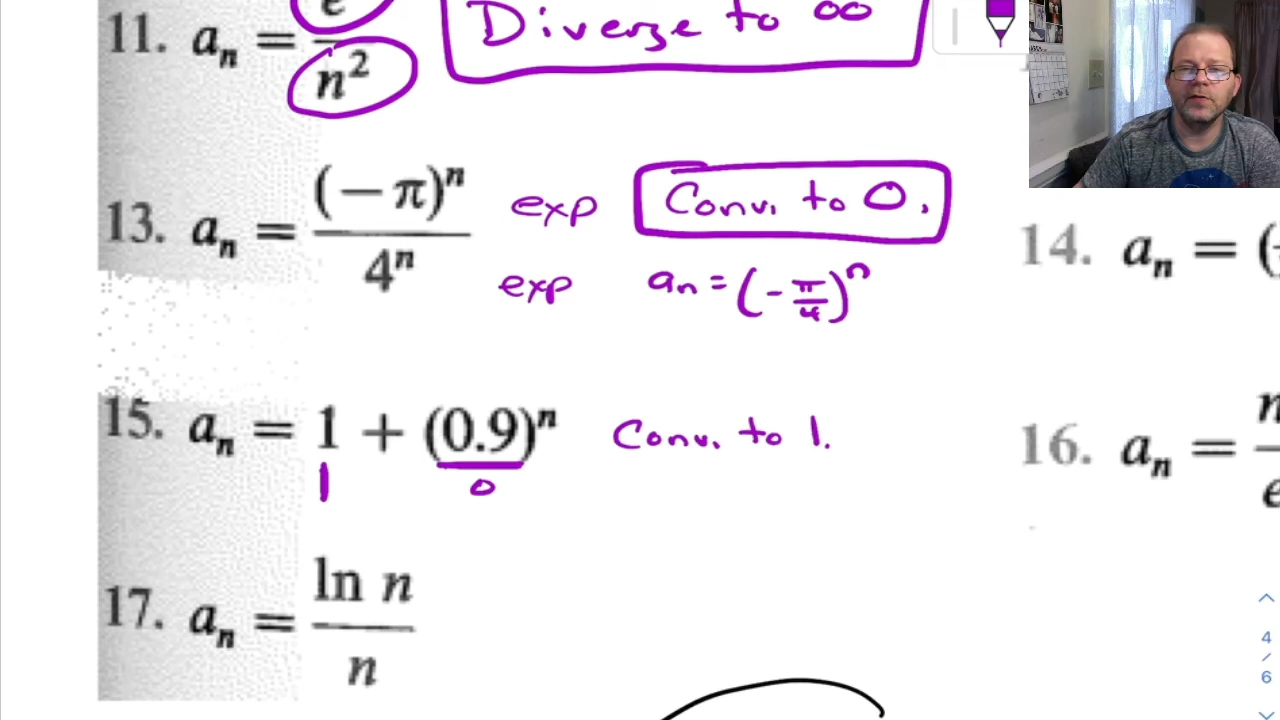 11. aₙ = e / n² Diverge to ∞
13. aₙ = (−π)ⁿ / 4ⁿ exp Conv. to 0.
exp aₙ = (−π/4)ⁿ
14. aₙ = (
15. aₙ = 1 + (0.9)ⁿ Conv. to 1.
1 0
16. aₙ = n / e
17. aₙ = ln n / n
4
/
6